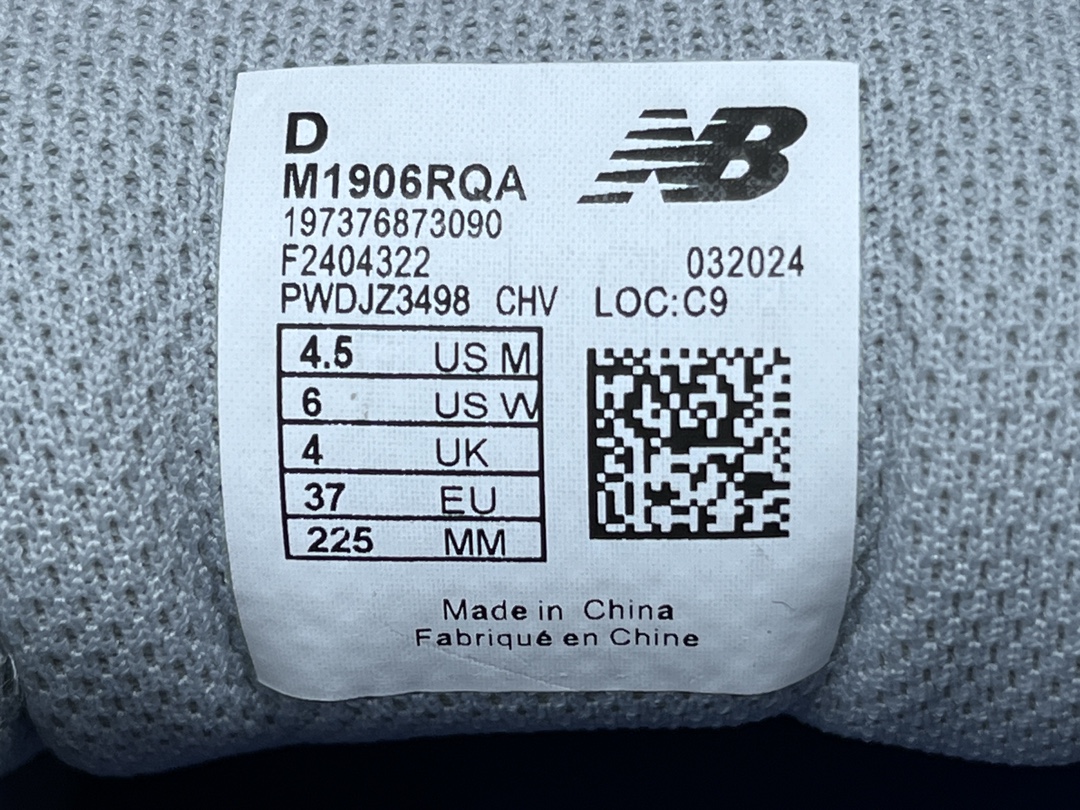 D
NB
M1906RQA
197376873090
F2404322 032024
PWDJZ3498 CHV LOC:C9
4.5 US M
6 US W
4 UK
37 EU
225 MM
Made in China
Fabriqué en Chine